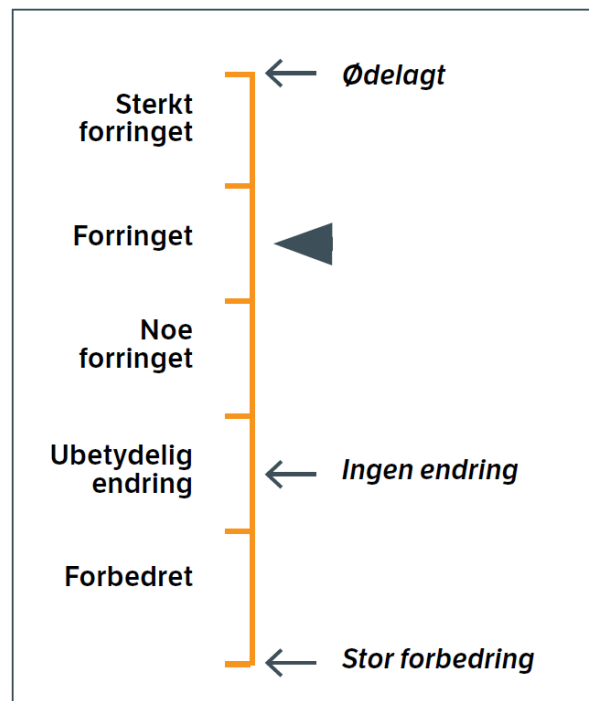 Ødelagt
Sterkt
forringet
Forringet
Noe
forringet
Ubetydelig
endring
Ingen endring
Forbedret
Stor forbedring